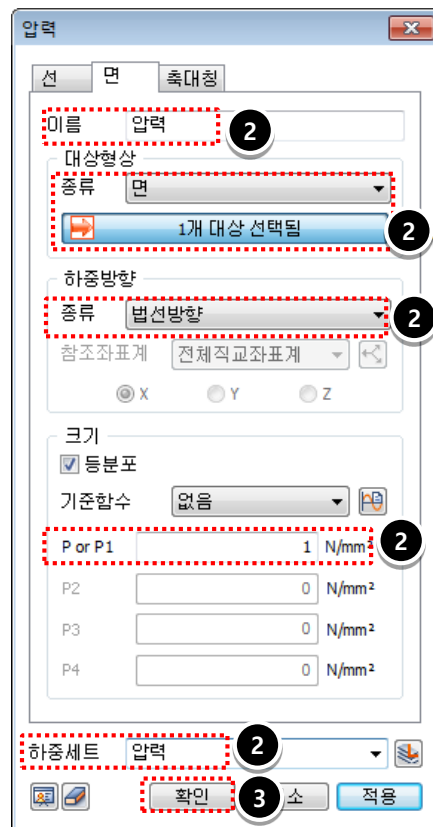 압력
선 면 축대칭
이름 압력 2
대상형상
종류 면
1개 대상 선택됨 2
하중방향
종류 법선방향 2
참조좌표계 전체직교좌표계
X Y Z
크기
등분포
기준함수 없음
P or P1 1 N/mm² 2
P2 0 N/mm²
P3 0 N/mm²
P4 0 N/mm²
하중세트 압력 2
확인 3 소 적용